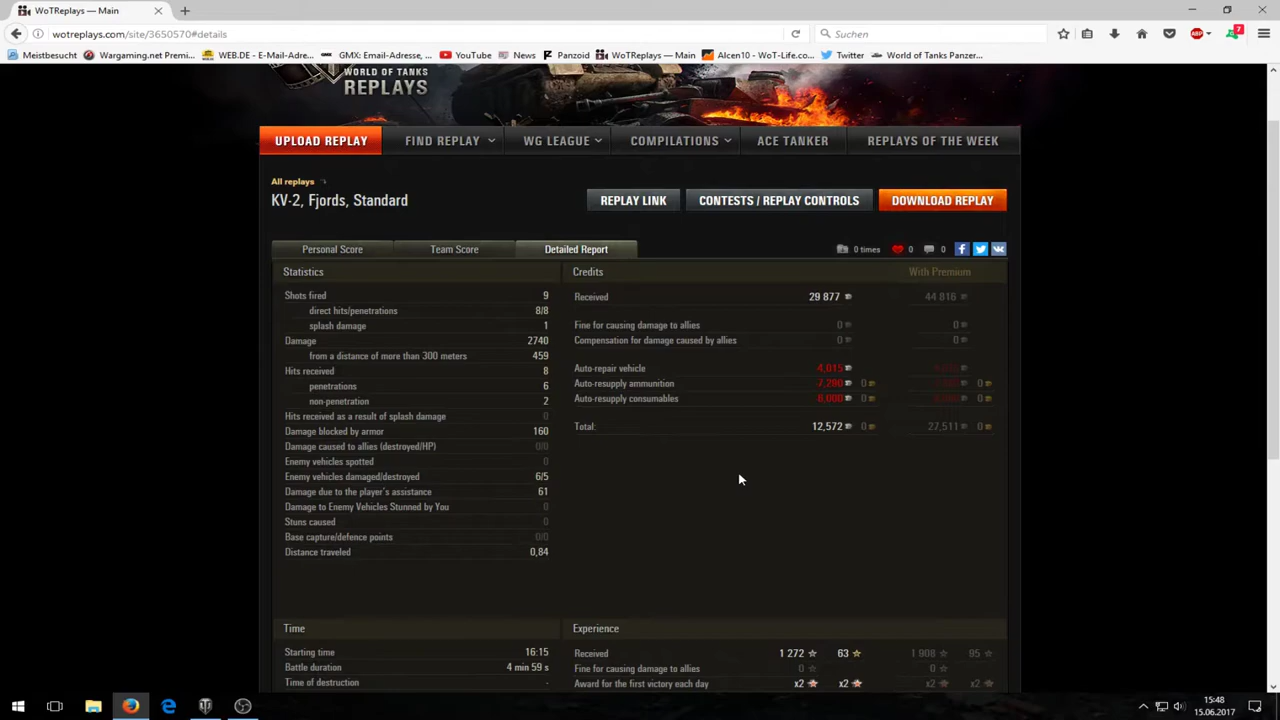 WoTReplays — Main
wotreplays.com/site/3650570#details
Suchen
ABP
7
Meistbesucht
Wargaming.net Premi...
WEB.DE - E-Mail-Adre...
GMX: Email-Adresse, ...
YouTube
News
Panzoid
WoTReplays — Main
Alcen10 - WoT-Life.co...
Twitter
World of Tanks Panzer...
WORLD OF TANKS
REPLAYS
UPLOAD REPLAY
FIND REPLAY
WG LEAGUE
COMPILATIONS
ACE TANKER
REPLAYS OF THE WEEK
All replays
KV-2, Fjords, Standard
REPLAY LINK
CONTESTS / REPLAY CONTROLS
DOWNLOAD REPLAY
Personal Score
Team Score
Detailed Report
0 times
0
0
Statistics
Shots fired 9
direct hits/penetrations 8/8
splash damage 1
Damage 2740
from a distance of more than 300 meters 459
Hits received 8
penetrations 6
non-penetration 2
Hits received as a result of splash damage 0
Damage blocked by armor 160
Damage caused to allies (destroyed/HP) 0/0
Enemy vehicles spotted 0
Enemy vehicles damaged/destroyed 6/5
Damage due to the player's assistance 61
Damage to Enemy Vehicles Stunned by You 0
Stuns caused 0
Base capture/defence points 0/0
Distance traveled 0,84
Credits With Premium
Received 29 877 44 816
Fine for causing damage to allies 0 0
Compensation for damage caused by allies 0 0
Auto-repair vehicle -4,015
Auto-resupply ammunition -7,280 0 0
Auto-resupply consumables -6,000 0 0
Total: 12,572 0 27,511 0
Time
Starting time 16:15
Battle duration 4 min 59 s
Time of destruction -
Experience
Received 1 272 63 1 908 95
Fine for causing damage to allies 0 0
Award for the first victory each day x2 x2 x2 x2
15:48
15.06.2017